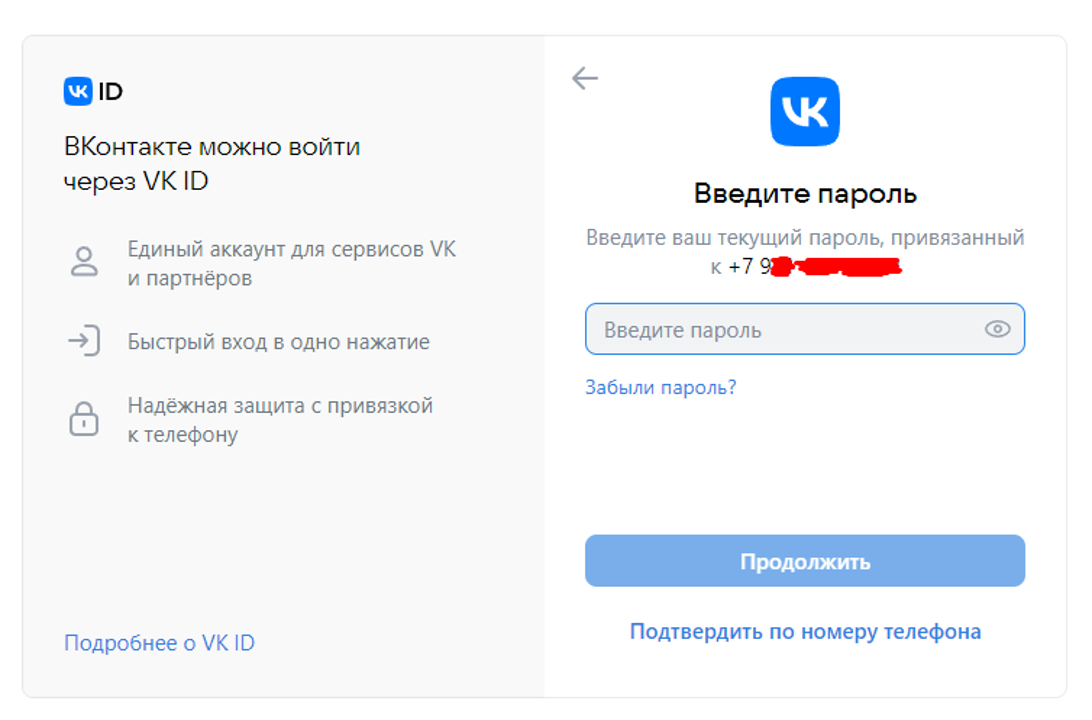 VK ID
ВКонтакте можно войти
через VK ID
Единый аккаунт для сервисов VK
и партнёров
Быстрый вход в одно нажатие
Надёжная защита с привязкой
к телефону
Подробнее о VK ID
VK
Введите пароль
Введите ваш текущий пароль, привязанный
к +7 9
Введите пароль
Забыли пароль?
Продолжить
Подтвердить по номеру телефона